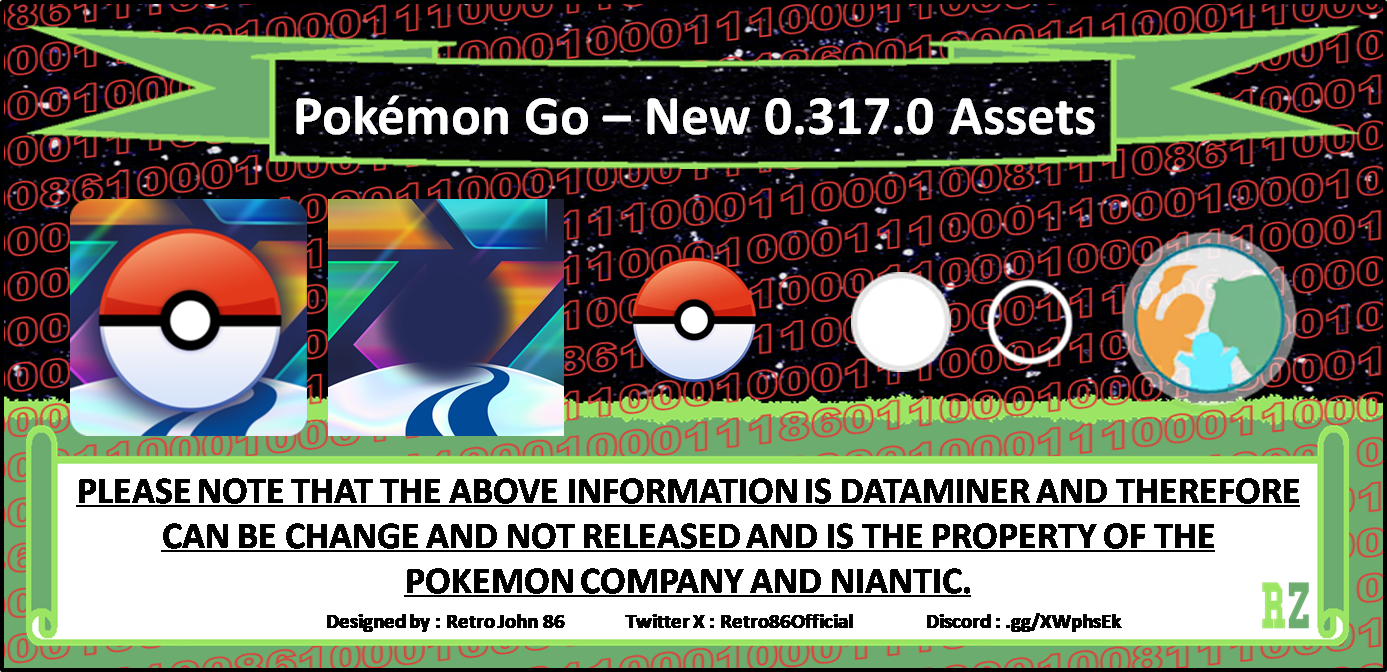 Pokémon Go – New 0.317.0 Assets
PLEASE NOTE THAT THE ABOVE INFORMATION IS DATAMINER AND THEREFORE
CAN BE CHANGE AND NOT RELEASED AND IS THE PROPERTY OF THE
POKEMON COMPANY AND NIANTIC.
Designed by : Retro John 86 Twitter X : Retro86Official Discord : .gg/XWphsEk
RZ